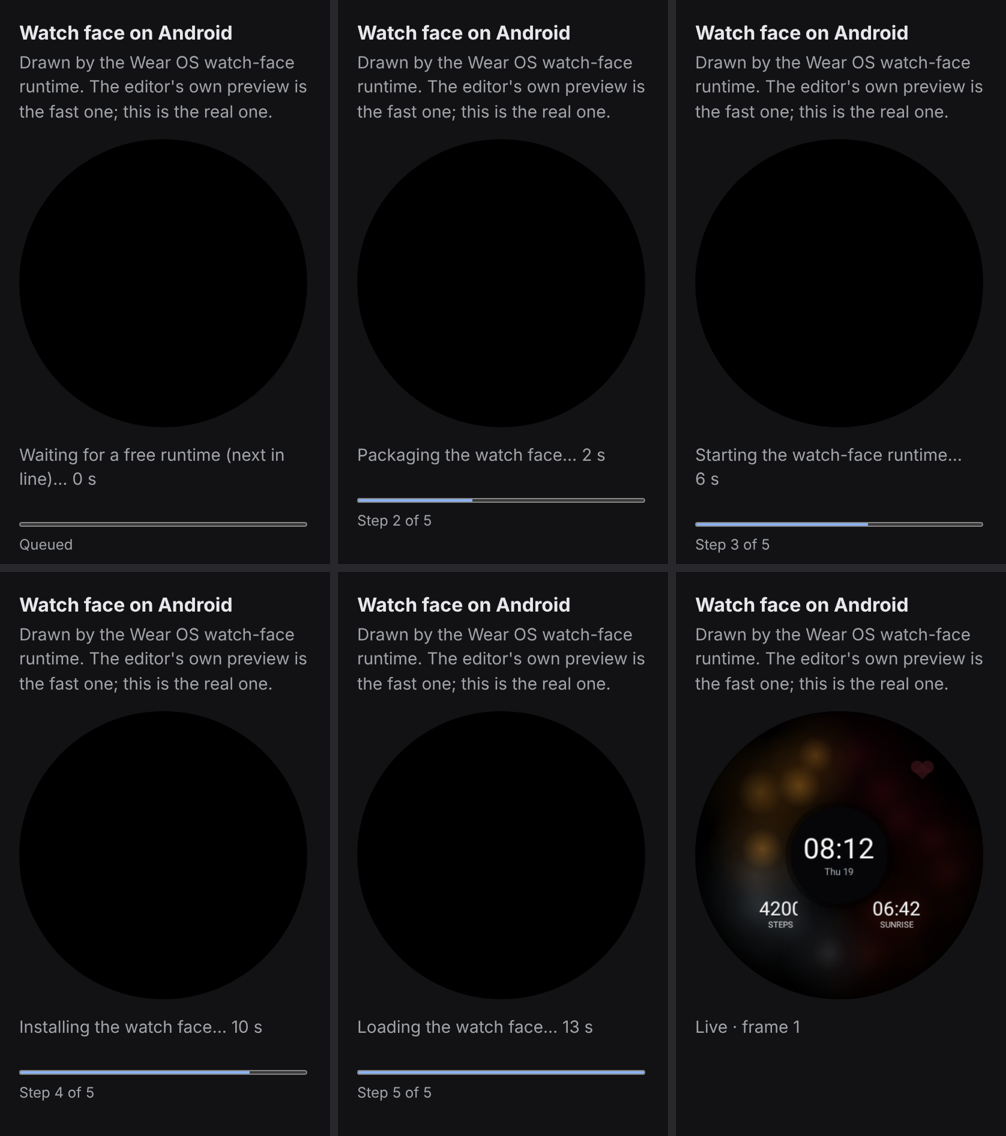 Watch face on Android
Drawn by the Wear OS watch-face
runtime. The editor's own preview is
the fast one; this is the real one.
Waiting for a free runtime (next in
line)... 0 s
Queued
Watch face on Android
Drawn by the Wear OS watch-face
runtime. The editor's own preview is
the fast one; this is the real one.
Packaging the watch face... 2 s
Step 2 of 5
Watch face on Android
Drawn by the Wear OS watch-face
runtime. The editor's own preview is
the fast one; this is the real one.
Starting the watch-face runtime...
6 s
Step 3 of 5
Watch face on Android
Drawn by the Wear OS watch-face
runtime. The editor's own preview is
the fast one; this is the real one.
Installing the watch face... 10 s
Step 4 of 5
Watch face on Android
Drawn by the Wear OS watch-face
runtime. The editor's own preview is
the fast one; this is the real one.
Loading the watch face... 13 s
Step 5 of 5
Watch face on Android
Drawn by the Wear OS watch-face
runtime. The editor's own preview is
the fast one; this is the real one.
08:12
Thu 19
4200 06:42
STEPS SUNRISE
Live · frame 1